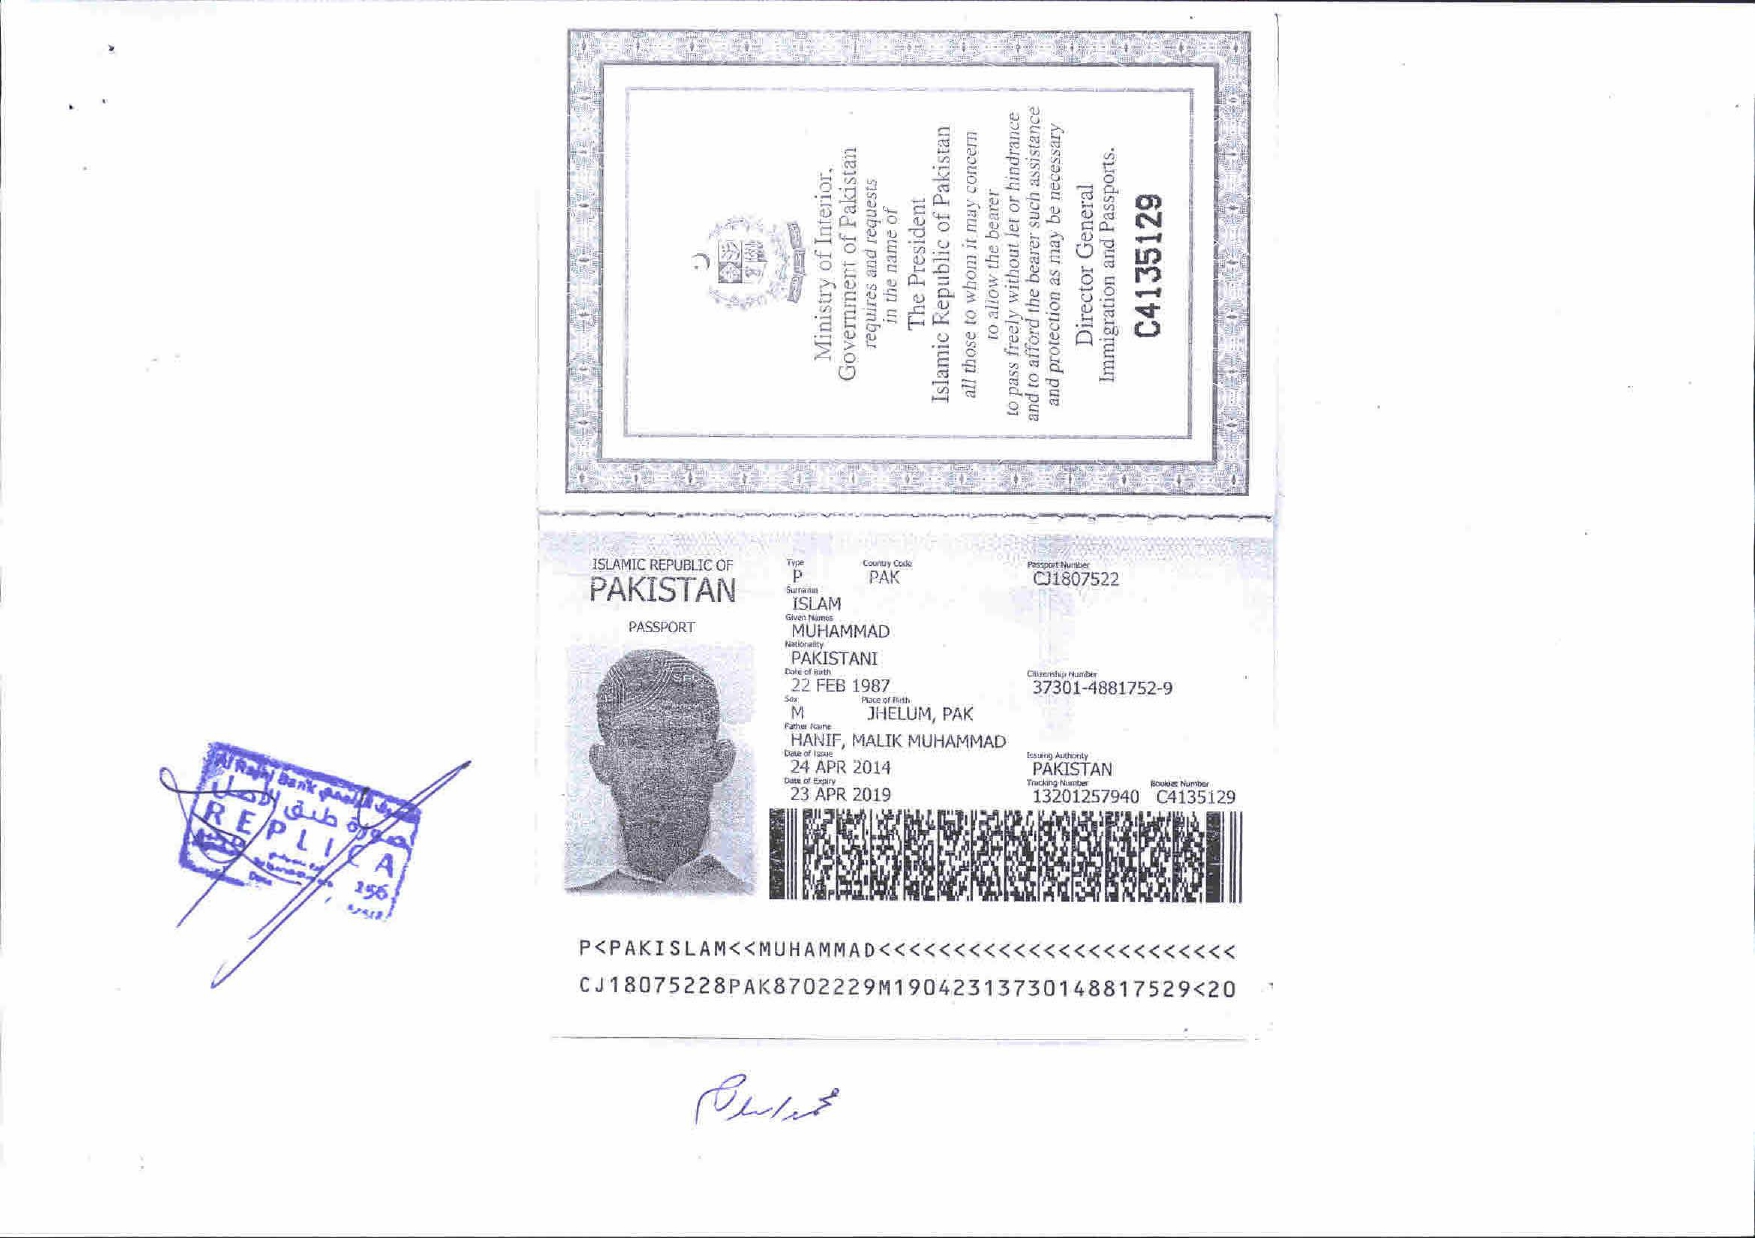 Ministry of Interior,
Government of Pakistan
requires and requests
in the name of
The President
Islamic Republic of Pakistan
all those to whom it may concern
to allow the bearer
to pass freely without let or hindrance
and to afford the bearer such assistance
and protection as may be necessary
Director General
Immigration and Passports.
C4135129
ISLAMIC REPUBLIC OF
PAKISTAN
PASSPORT
Type Country Code Passport Number
P PAK CJ1807522
Surname
ISLAM
Given Names
MUHAMMAD
Nationality
PAKISTANI
Date of Birth Citizenship Number
22 FEB 1987 37301-4881752-9
Sex Place of Birth
M JHELUM, PAK
Father Name
HANIF, MALIK MUHAMMAD
Date of Issue Issuing Authority
24 APR 2014 PAKISTAN
Date of Expiry Tracking Number Booklet Number
23 APR 2019 13201257940 C4135129
P<PAKISLAM<<MUHAMMAD<<<<<<<<<<<<<<<<<<<<<<<<
CJ18075228PAK8702229M19042313730148817529<20
Al Rajhi Bank مصرف الراجحي
صورة طبق الأصل
REPLICA
156